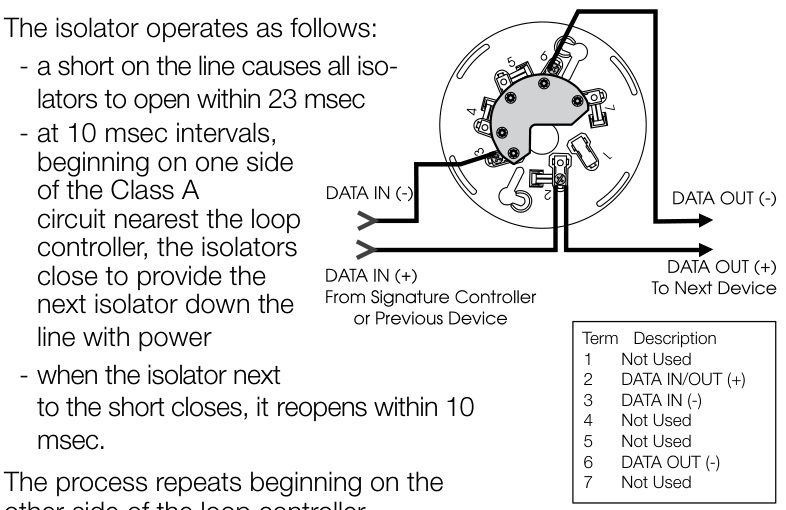 The isolator operates as follows:
- a short on the line causes all iso-
lators to open within 23 msec
- at 10 msec intervals,
beginning on one side
of the Class A
circuit nearest the loop
controller, the isolators
close to provide the
next isolator down the
line with power
- when the isolator next
to the short closes, it reopens within 10
msec.
The process repeats beginning on the
other side of the loop controller
6
5
4
7
3
1
2
DATA IN (-)
DATA OUT (-)
DATA IN (+)
From Signature Controller
or Previous Device
DATA OUT (+)
To Next Device
Term Description
1 Not Used
2 DATA IN/OUT (+)
3 DATA IN (-)
4 Not Used
5 Not Used
6 DATA OUT (-)
7 Not Used